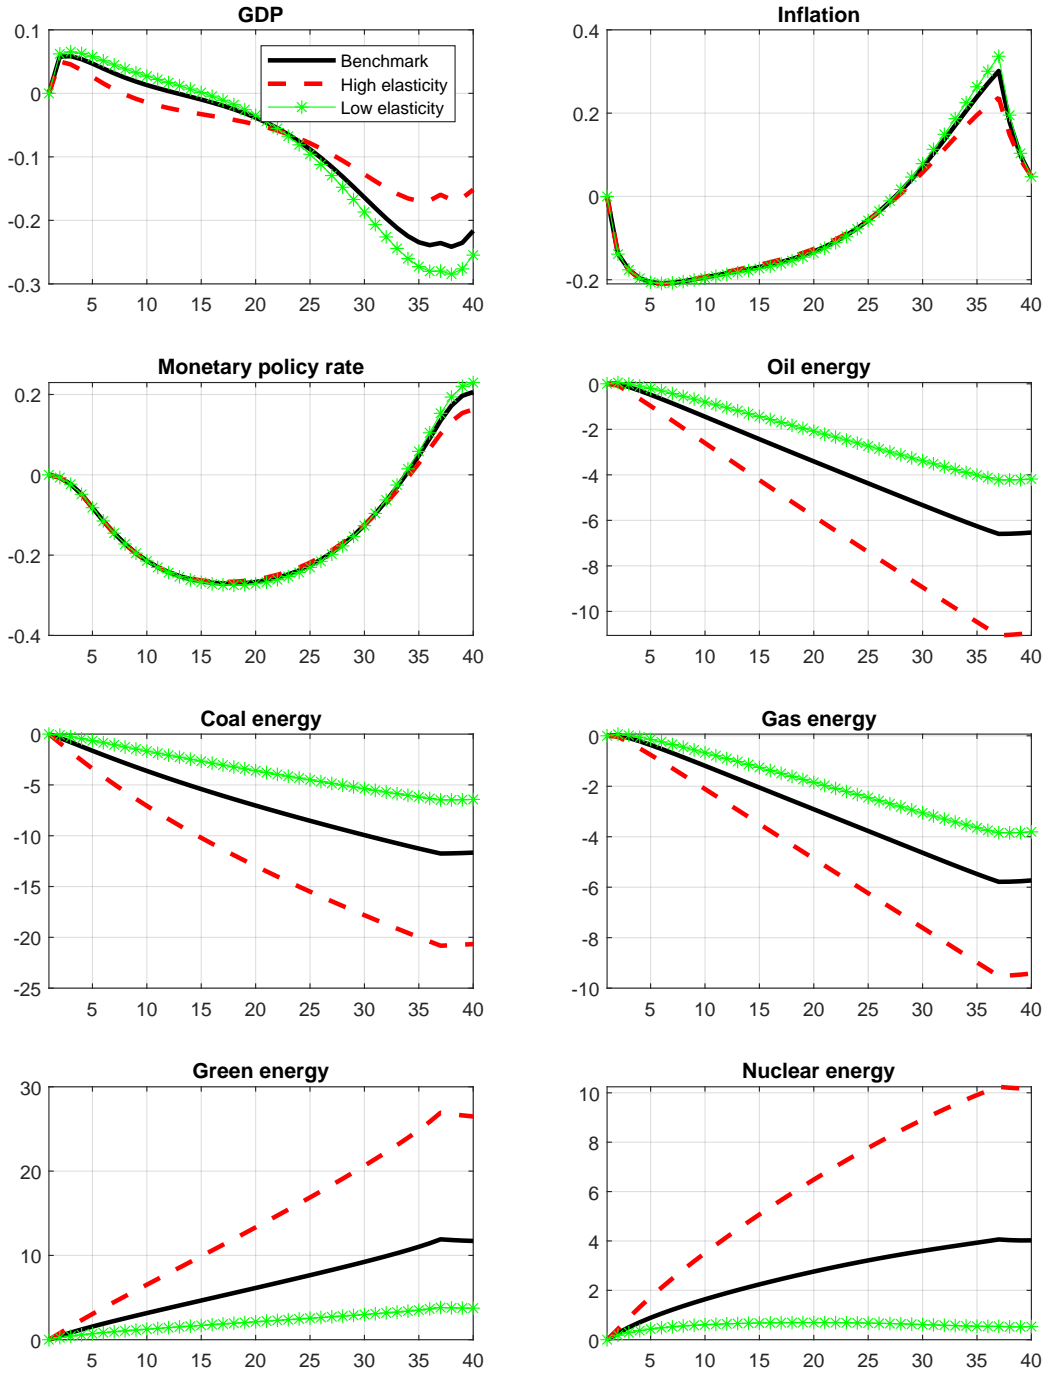 GDP
0.1
0
-0.1
-0.2
-0.3
5 10 15 20 25 30 35 40
Benchmark
High elasticity
Low elasticity
Inflation
0.4
0.2
0
-0.2
5 10 15 20 25 30 35 40
Monetary policy rate
0.2
0
-0.2
-0.4
5 10 15 20 25 30 35 40
Oil energy
0
-2
-4
-6
-8
-10
5 10 15 20 25 30 35 40
Coal energy
0
-5
-10
-15
-20
-25
5 10 15 20 25 30 35 40
Gas energy
0
-2
-4
-6
-8
-10
5 10 15 20 25 30 35 40
Green energy
30
20
10
0
5 10 15 20 25 30 35 40
Nuclear energy
10
8
6
4
2
0
5 10 15 20 25 30 35 40